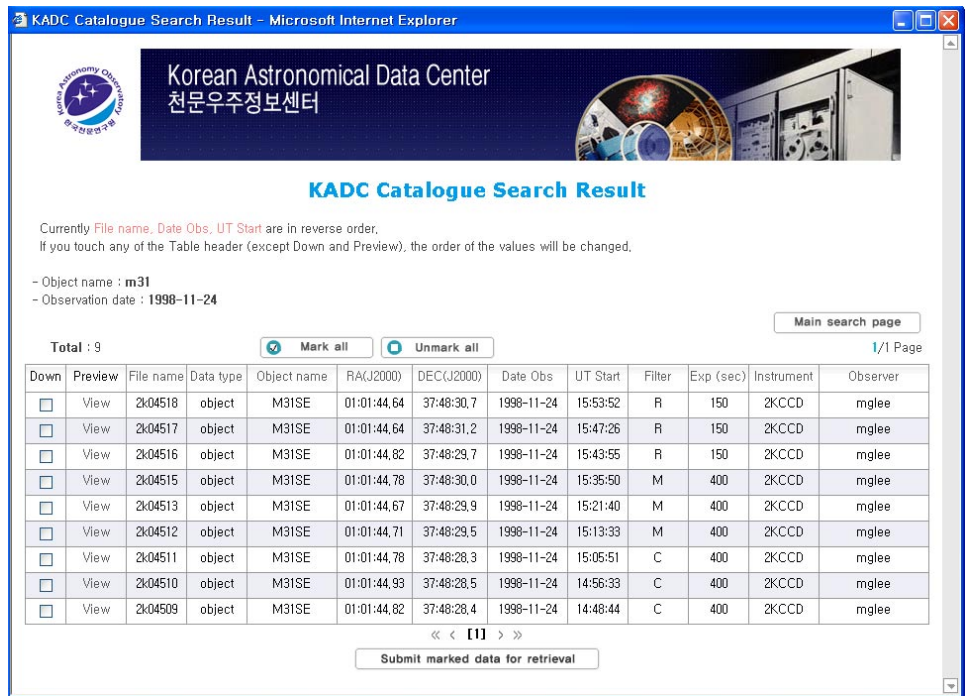 KADC Catalogue Search Result - Microsoft Internet Explorer
Korea Astronomy Observatory
한국천문연구원
Korean Astronomical Data Center
천문우주정보센터
KADC Catalogue Search Result
Currently File name, Date Obs, UT Start are in reverse order,
If you touch any of the Table header (except Down and Preview), the order of the values will be changed,
- Object name : m31
- Observation date : 1998-11-24
Main search page
Total : 9 Mark all Unmark all 1/1 Page
Down Preview File name Data type Object name RA(J2000) DEC(J2000) Date Obs UT Start Filter Exp (sec) Instrument Observer
View 2k04518 object M31SE 01:01:44,64 37:48:30,7 1998-11-24 15:53:52 R 150 2KCCD mglee
View 2k04517 object M31SE 01:01:44,64 37:48:31,2 1998-11-24 15:47:26 R 150 2KCCD mglee
View 2k04516 object M31SE 01:01:44,82 37:48:29,7 1998-11-24 15:43:55 R 150 2KCCD mglee
View 2k04515 object M31SE 01:01:44,78 37:48:30,0 1998-11-24 15:35:50 M 400 2KCCD mglee
View 2k04513 object M31SE 01:01:44,67 37:48:29,9 1998-11-24 15:21:40 M 400 2KCCD mglee
View 2k04512 object M31SE 01:01:44,71 37:48:29,5 1998-11-24 15:13:33 M 400 2KCCD mglee
View 2k04511 object M31SE 01:01:44,78 37:48:28,3 1998-11-24 15:05:51 C 400 2KCCD mglee
View 2k04510 object M31SE 01:01:44,93 37:48:28,5 1998-11-24 14:56:33 C 400 2KCCD mglee
View 2k04509 object M31SE 01:01:44,82 37:48:28,4 1998-11-24 14:48:44 C 400 2KCCD mglee
« < [1] > »
Submit marked data for retrieval